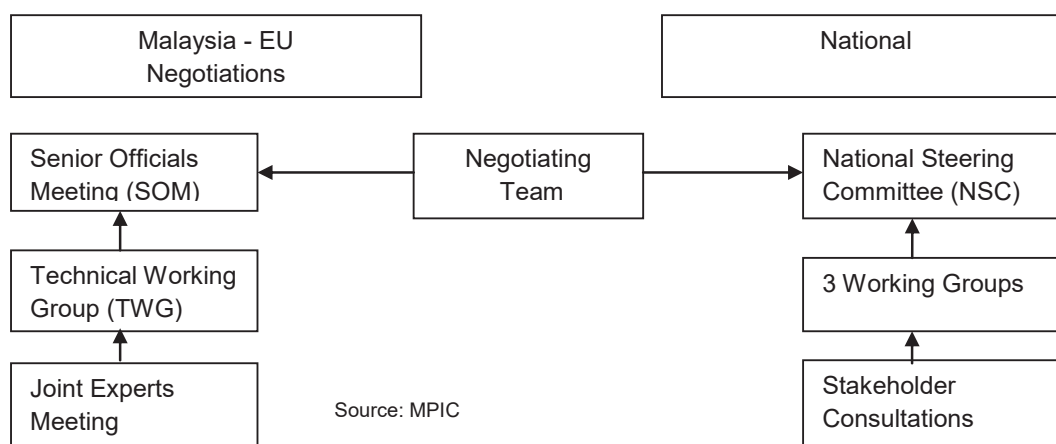 Malaysia - EU
Negotiations
National
Senior Officials
Meeting (SOM)
Negotiating
Team
National Steering
Committee (NSC)
Technical Working
Group (TWG)
3 Working Groups
Joint Experts
Meeting
Source: MPIC
Stakeholder
Consultations